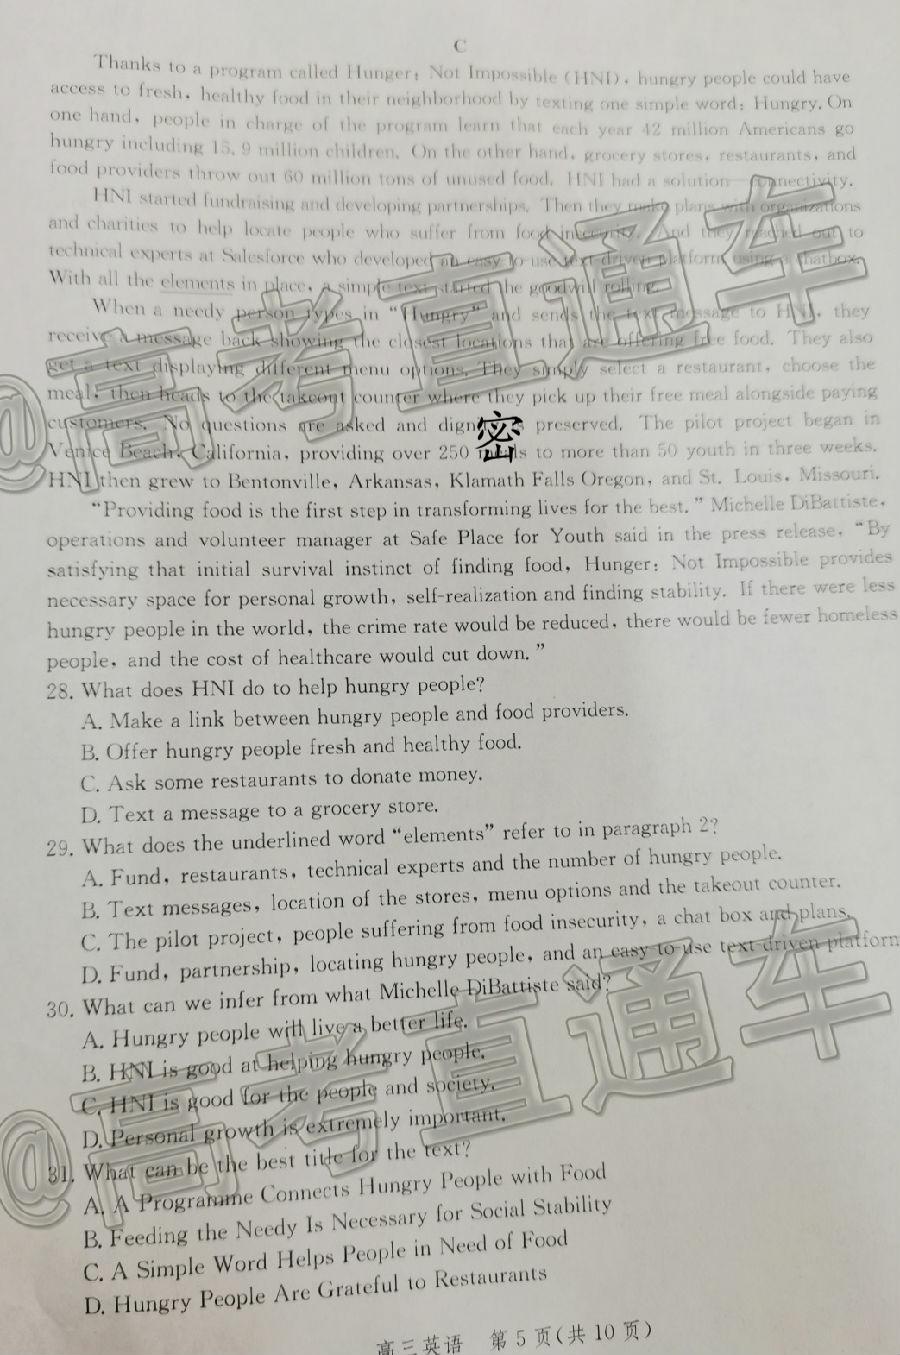 C
Thanks to a program called Hunger: Not Impossible (HNI), hungry people could have
access to fresh, healthy food in their neighborhood by texting one simple word: Hungry. On
one hand, people in charge of the program learn that each year 42 million Americans go
hungry including 15.9 million children. On the other hand, grocery stores, restaurants, and
food providers throw out 60 million tons of unused food. HNI had a solution—connectivity.
HNI started fundraising and developing partnerships. Then they make plans with organizations
and charities to help locate people who suffer from food insecurity. And they reached out to
technical experts at Salesforce who developed an easy to use text-driven platform using a chatbox.
With all the elements in place, a simple text started the goodwill rolling.
When a needy person types in “Hungry” and sends the text message to HNI, they
receive a message back showing the closest locations that are offering free food. They also
get a text displaying different menu options. They simply select a restaurant, choose the
meal, then heads to the takeout counter where they pick up their free meal alongside paying
customers. No questions are asked and preserved. The pilot project began in
Venice Beach, California, providing over 250 meals to more than 50 youth in three weeks.
HNI then grew to Bentonville, Arkansas, Klamath Falls Oregon, and St. Louis, Missouri.
“Providing food is the first step in transforming lives for the best.” Michelle DiBattiste,
operations and volunteer manager at Safe Place for Youth said in the press release, “By
satisfying that initial survival instinct of finding food, Hunger: Not Impossible provides
necessary space for personal growth, self-realization and finding stability. If there were less
hungry people in the world, the crime rate would be reduced, there would be fewer homeless
people, and the cost of healthcare would cut down.”
28. What does HNI do to help hungry people?
A. Make a link between hungry people and food providers.
B. Offer hungry people fresh and healthy food.
C. Ask some restaurants to donate money.
D. Text a message to a grocery store.
29. What does the underlined word “elements” refer to in paragraph 2?
A. Fund, restaurants, technical experts and the number of hungry people.
B. Text messages, location of the stores, menu options and the takeout counter.
C. The pilot project, people suffering from food insecurity, a chat box and plans.
D. Fund, partnership, locating hungry people, and an easy-to-use text-driven platform
30. What can we infer from what Michelle DiBattiste said?
A. Hungry people will live a better life.
B. HNI is good at helping hungry people.
C. HNI is good for the people and society.
D. Personal growth is extremely important.
31. What can be the best title for the text?
A. A Programme Connects Hungry People with Food
B. Feeding the Needy Is Necessary for Social Stability
C. A Simple Word Helps People in Need of Food
D. Hungry People Are Grateful to Restaurants
高三英语 第5页(共10页)
密
@高考直通车
@高考直通车